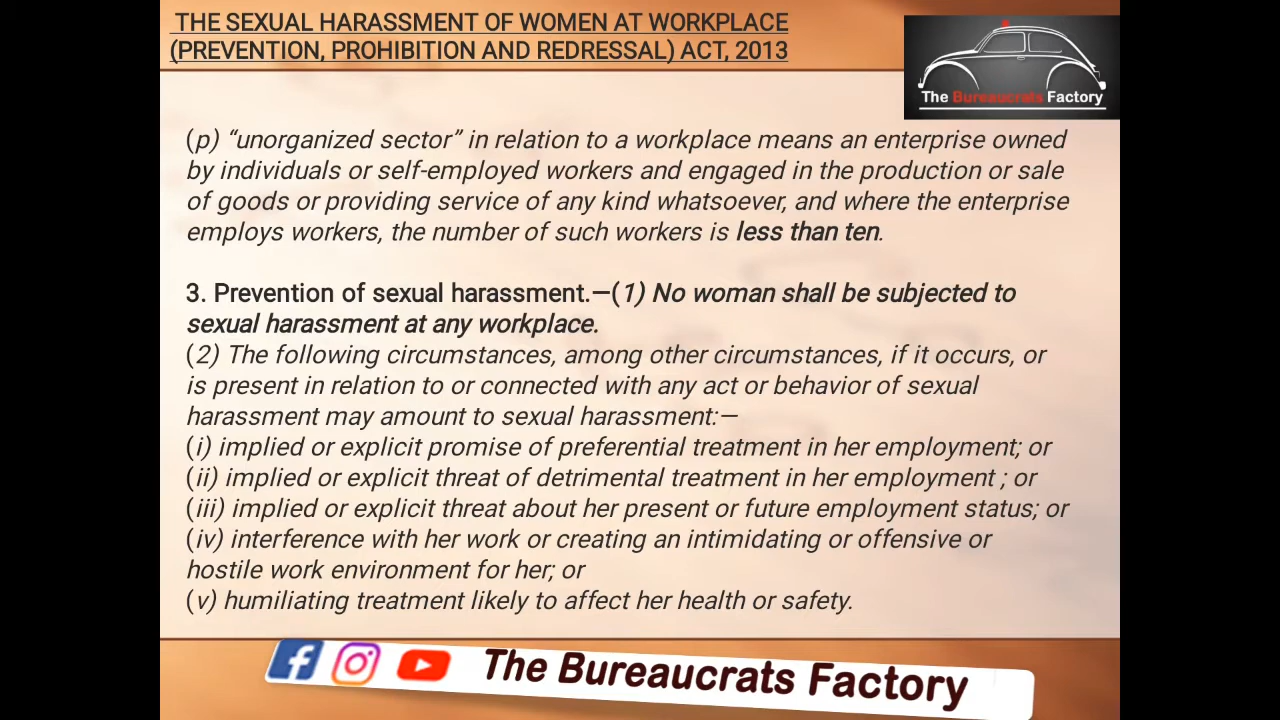 THE SEXUAL HARASSMENT OF WOMEN AT WORKPLACE
(PREVENTION, PROHIBITION AND REDRESSAL) ACT, 2013
The Bureaucrats Factory
(p) “unorganized sector” in relation to a workplace means an enterprise owned
by individuals or self-employed workers and engaged in the production or sale
of goods or providing service of any kind whatsoever, and where the enterprise
employs workers, the number of such workers is less than ten.
3. Prevention of sexual harassment.—(1) No woman shall be subjected to
sexual harassment at any workplace.
(2) The following circumstances, among other circumstances, if it occurs, or
is present in relation to or connected with any act or behavior of sexual
harassment may amount to sexual harassment:—
(i) implied or explicit promise of preferential treatment in her employment; or
(ii) implied or explicit threat of detrimental treatment in her employment ; or
(iii) implied or explicit threat about her present or future employment status; or
(iv) interference with her work or creating an intimidating or offensive or
hostile work environment for her; or
(v) humiliating treatment likely to affect her health or safety.
The Bureaucrats Factory